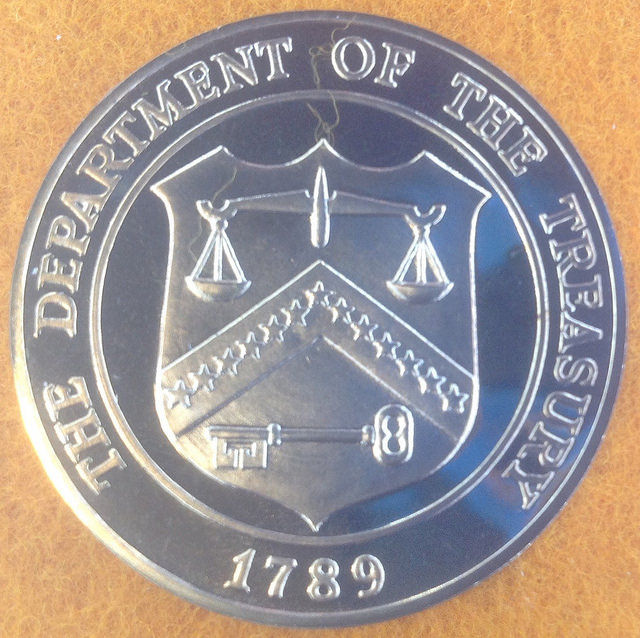 THE DEPARTMENT OF THE TREASURY
1789